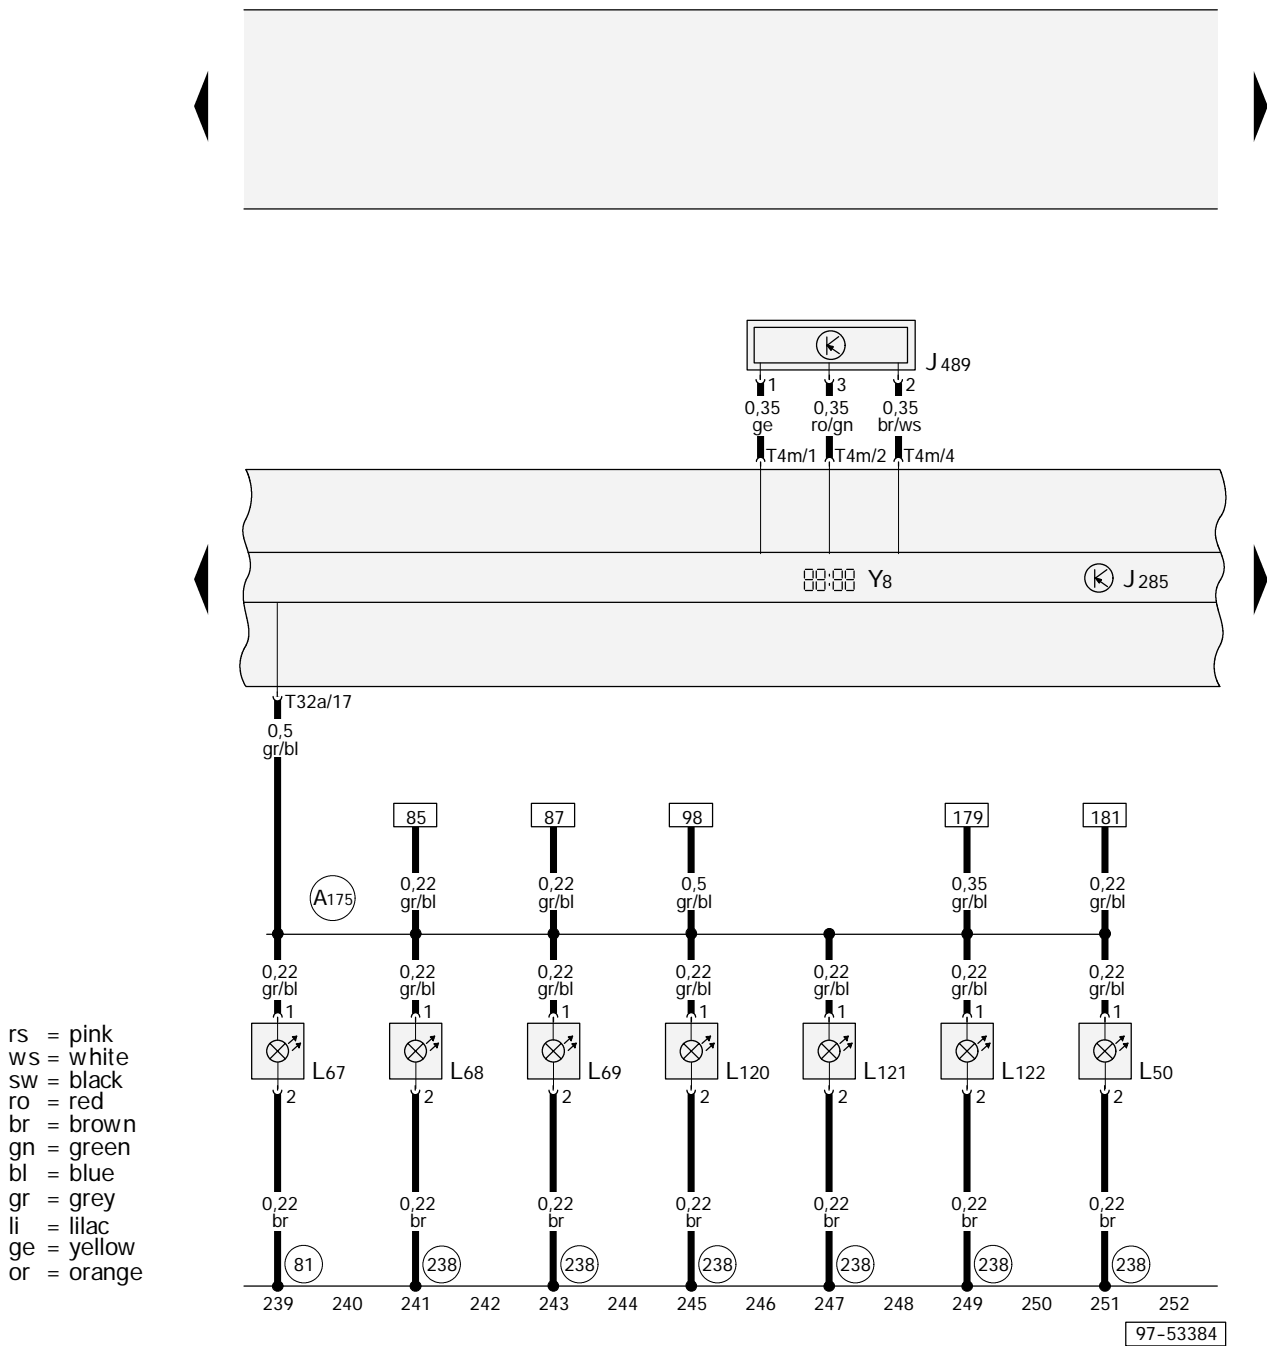 J489
1 3 2
0,35 0,35 0,35
ge ro/gn br/ws
T4m/1 T4m/2 T4m/4
00:00 Y8 J285
T32a/17
0,5
gr/bl
85 87 98 179 181
0,22 0,22 0,5 0,35 0,22
gr/bl gr/bl gr/bl gr/bl gr/bl
A175
0,22 0,22 0,22 0,22 0,22 0,22 0,22
gr/bl gr/bl gr/bl gr/bl gr/bl gr/bl gr/bl
1 1 1 1 1 1 1
L67 L68 L69 L120 L121 L122 L50
2 2 2 2 2 2 2
rs = pink
ws = white
sw = black
ro = red
br = brown
gn = green
bl = blue
gr = grey
li = lilac
ge = yellow
or = orange
0,22 0,22 0,22 0,22 0,22 0,22 0,22
br br br br br br br
81 238 238 238 238 238 238
239 240 241 242 243 244 245 246 247 248 249 250 251 252
97-53384